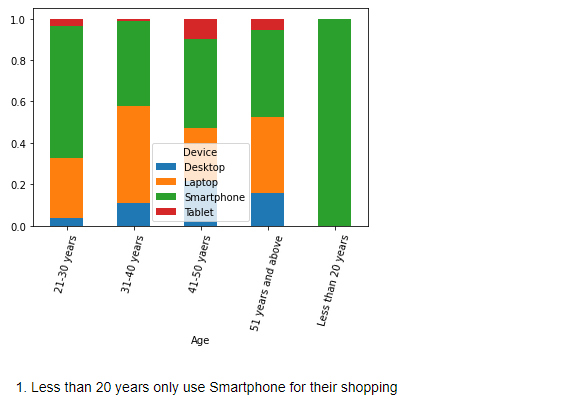 1.0
0.8
0.6
0.4
0.2
0.0
Device
Desktop
Laptop
Smartphone
Tablet
21-30 years
31-40 years
41-50 yaers
51 years and above
Less than 20 years
Age
1. Less than 20 years only use Smartphone for their shopping